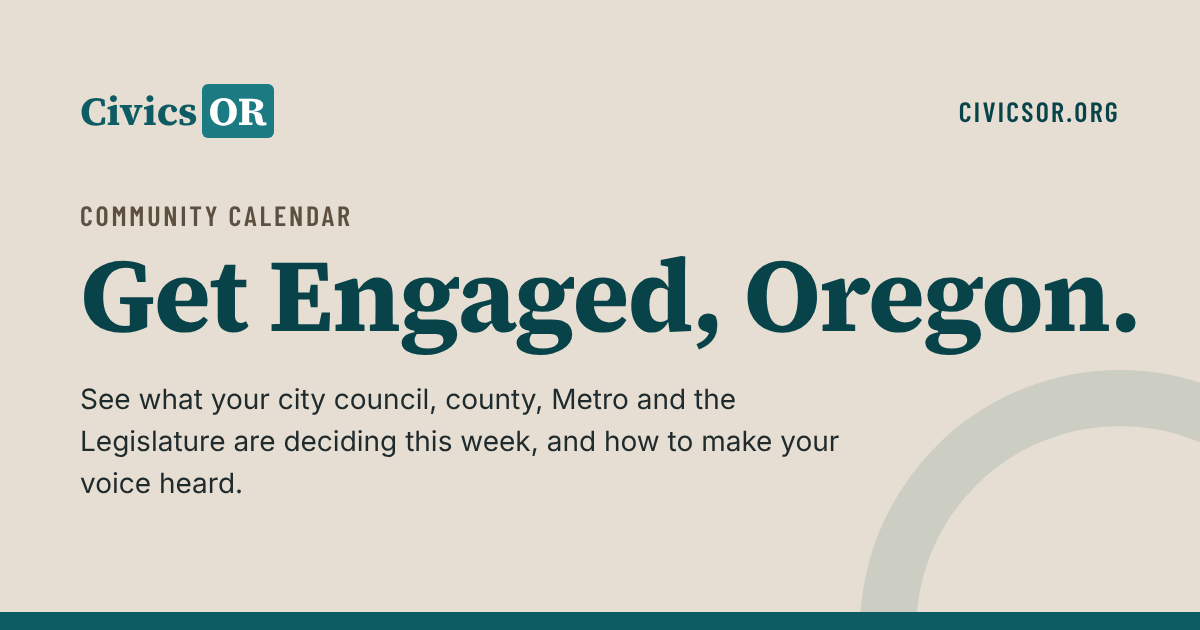 Civics OR
CIVICSOR.ORG
COMMUNITY CALENDAR
Get Engaged, Oregon.
See what your city council, county, Metro and the
Legislature are deciding this week, and how to make your
voice heard.